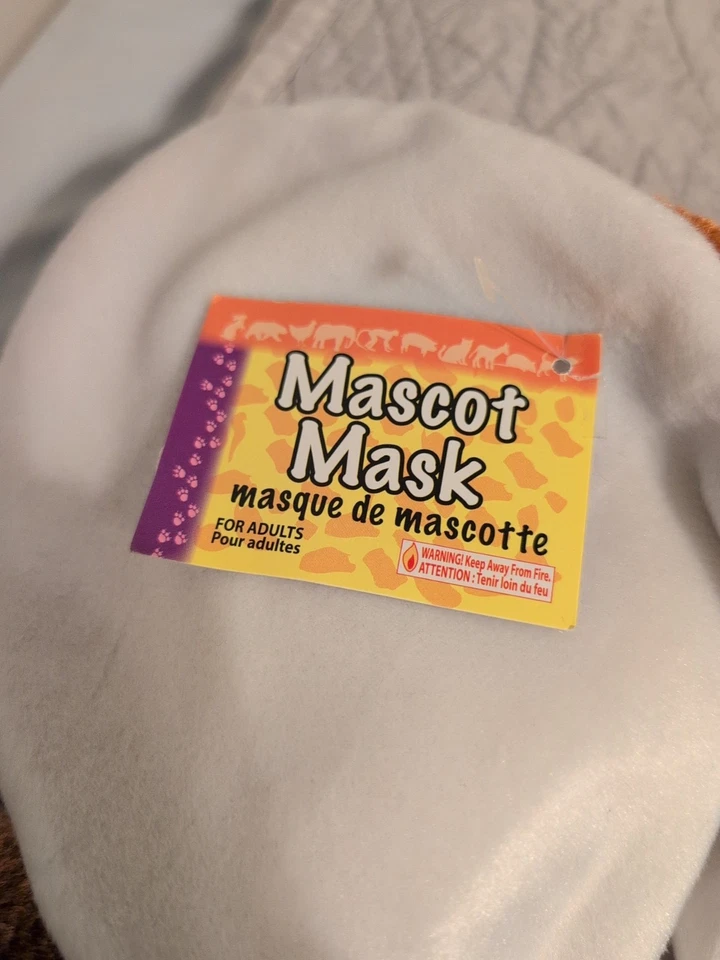 Mascot
Mask
masque de mascotte
FOR ADULTS
Pour adultes
WARNING! Keep Away From Fire.
ATTENTION : Tenir loin du feu